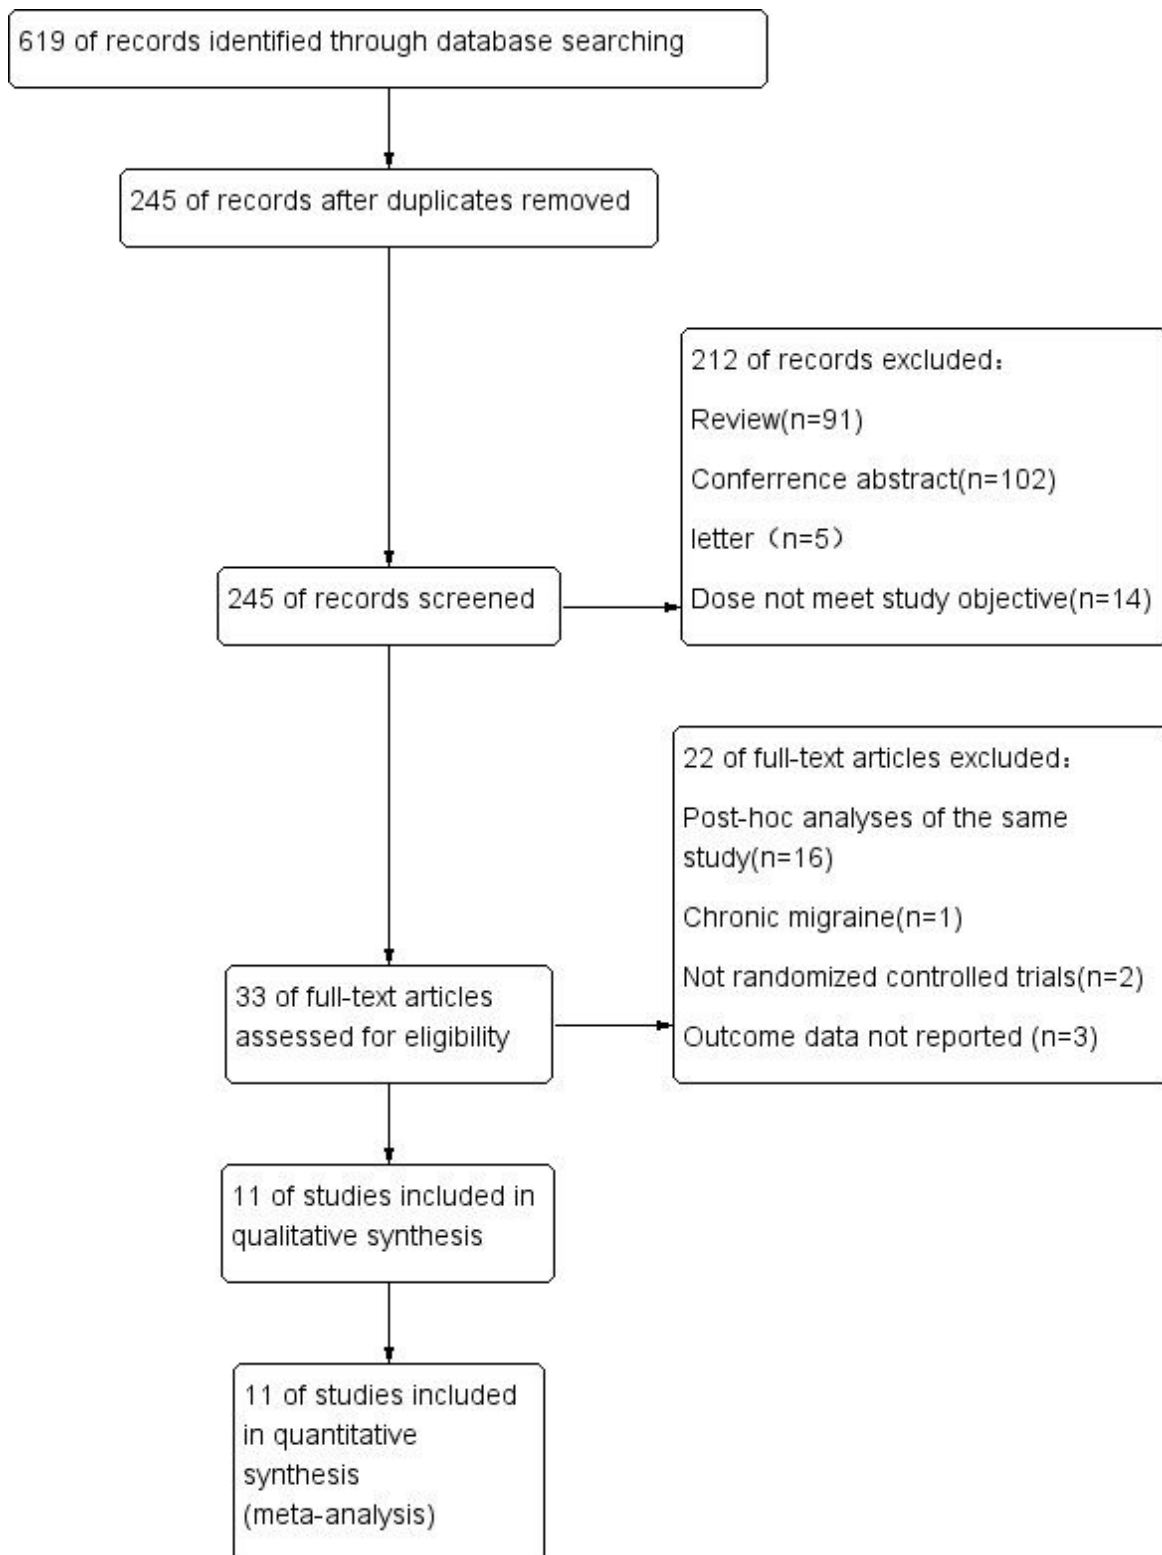 619 of records identified through database searching
245 of records after duplicates removed
212 of records excluded：
Review(n=91)
Conferrence abstract(n=102)
letter（n=5）
Dose not meet study objective(n=14)
245 of records screened
22 of full-text articles excluded：
Post-hoc analyses of the same
study(n=16)
Chronic migraine(n=1)
Not randomized controlled trials(n=2)
Outcome data not reported (n=3)
33 of full-text articles
assessed for eligibility
11 of studies included in
qualitative synthesis
11 of studies included
in quantitative
synthesis
(meta-analysis)